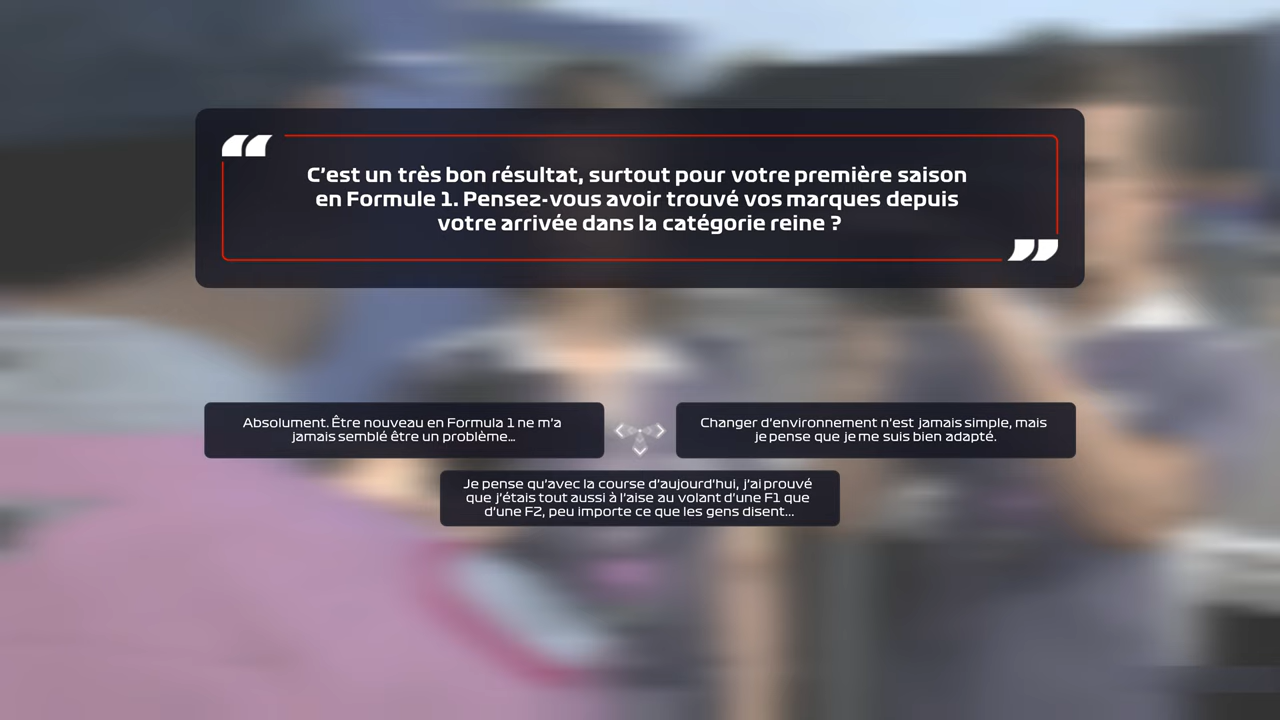 C'est un très bon résultat, surtout pour votre première saison
en Formule 1. Pensez-vous avoir trouvé vos marques depuis
votre arrivée dans la catégorie reine ?
Absolument. Être nouveau en Formula 1 ne m'a
jamais semblé être un problème...
Changer d'environnement n'est jamais simple, mais
je pense que je me suis bien adapté.
Je pense qu'avec la course d'aujourd'hui, j'ai prouvé
que j'étais tout aussi à l'aise au volant d'une F1 que
d'une F2, peu importe ce que les gens disent...